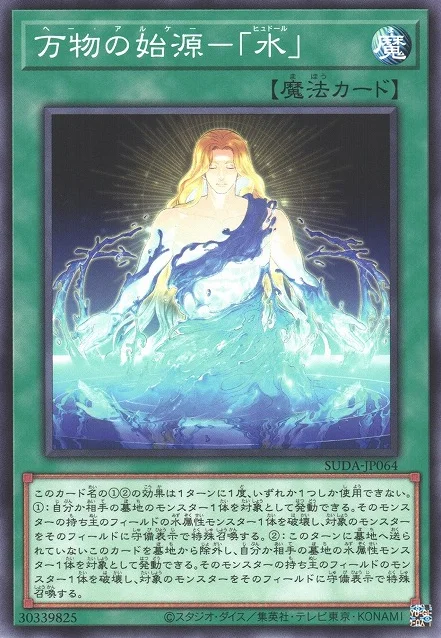 万物の始源－「水」
魔
【魔法カード】
SUDA-JP064
このカード名の①②の効果は1ターンに1度、いずれか1つしか使用できない。
①：自分か相手の墓地のモンスター1体を対象として発動できる。そのモンス
ターの持ち主のフィールドの水属性モンスター1体を破壊し、対象のモンスター
をそのフィールドに守備表示で特殊召喚する。②：このターンに墓地へ送ら
れていないこのカードを墓地から除外し、自分か相手の墓地の水属性モンス
ター1体を対象として発動できる。そのモンスターの持ち主のフィールドのモン
スター1体を破壊し、対象のモンスターをそのフィールドに守備表示で特殊
召喚する。
30339825
©スタジオ・ダイス／集英社・テレビ東京・KONAMI